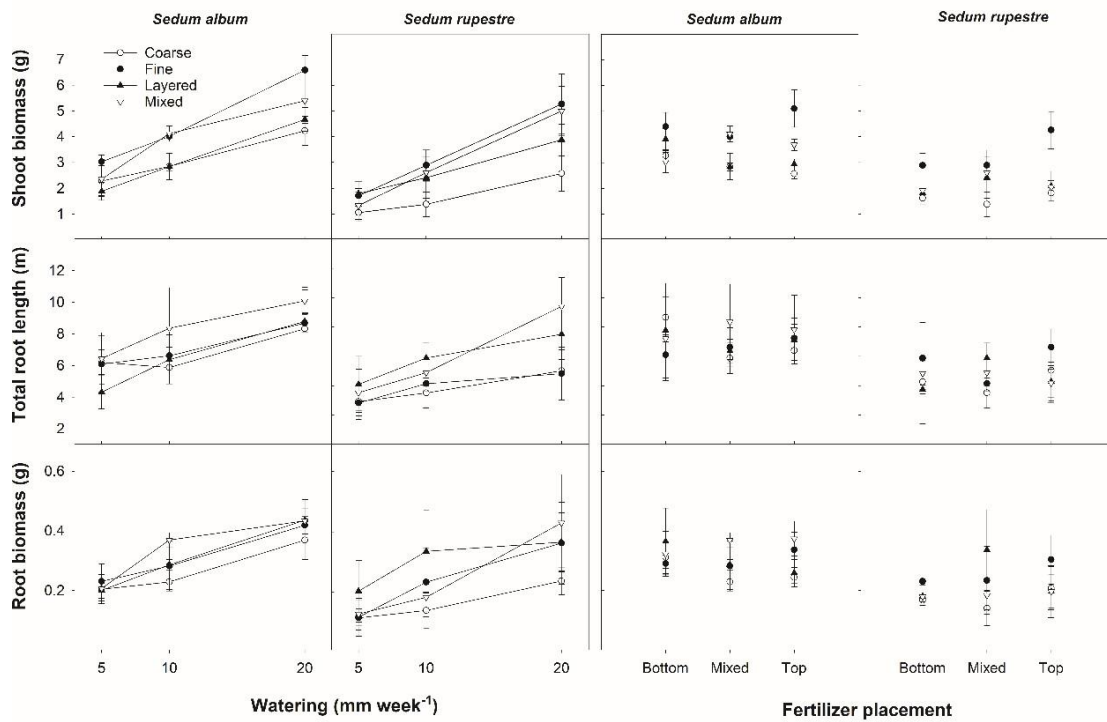 Sedum album Sedum rupestre Sedum album Sedum rupestre
Coarse
Fine
Layered
Mixed
Shoot biomass (g)
7
6
5
4
3
2
1
Total root length (m)
12
10
8
6
4
2
Root biomass (g)
0.6
0.4
0.2
5 10 20 5 10 20 Bottom Mixed Top Bottom Mixed Top
Watering (mm week-1) Fertilizer placement